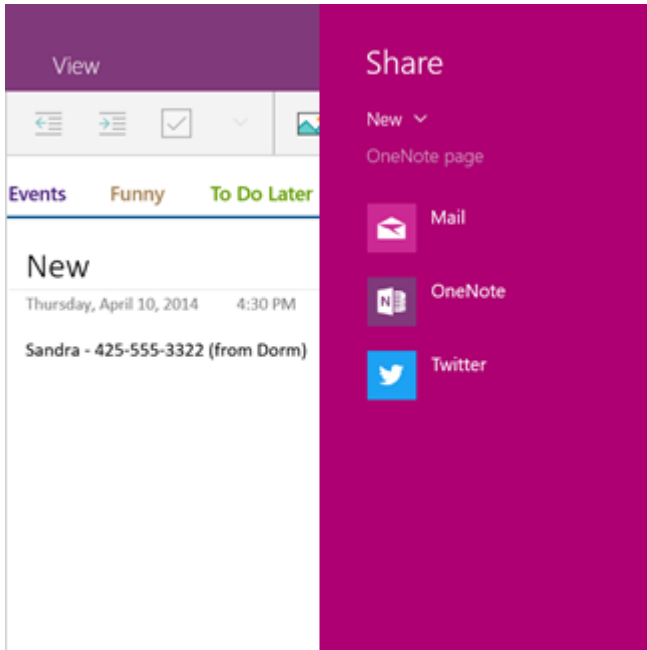 View
Events Funny To Do Later
New
Thursday, April 10, 2014 4:30 PM
Sandra - 425-555-3322 (from Dorm)
Share
New
OneNote page
Mail
N
OneNote
Twitter